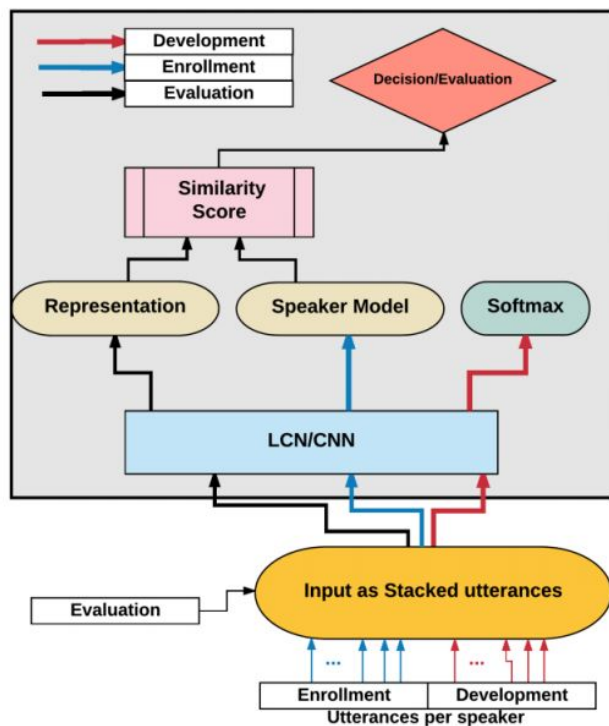 Development
Enrollment
Evaluation
Decision/Evaluation
Similarity
Score
Representation
Speaker Model
Softmax
LCN/CNN
Input as Stacked utterances
Evaluation
...
...
Enrollment
Development
Utterances per speaker